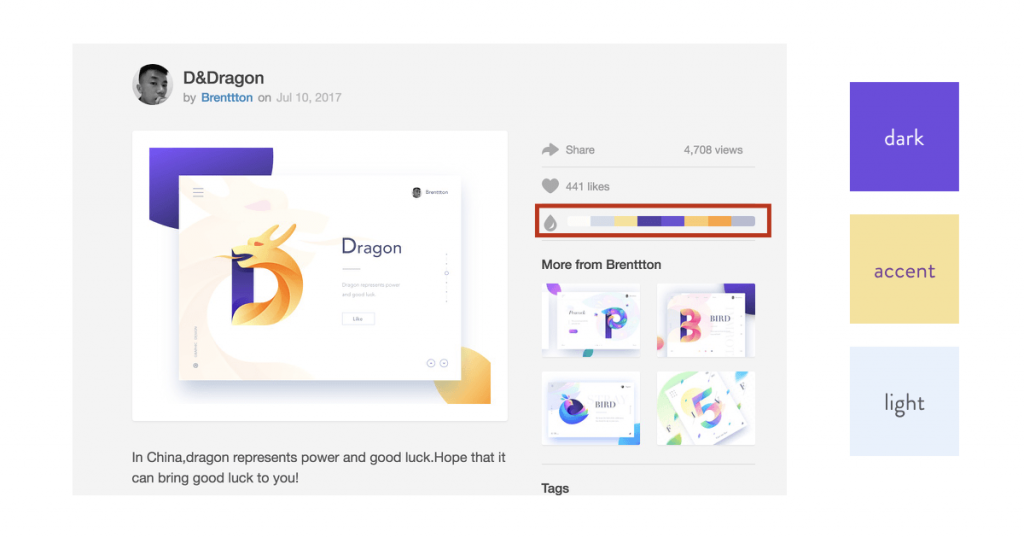 D&Dragon
by Brenttton on Jul 10, 2017
Share 4,708 views
441 likes
Brenttton
Dragon
Dragon represents power
and good luck.
Like
More from Brenttton
BIRD
BIRD
In China,dragon represents power and good luck.Hope that it
can bring good luck to you!
Tags
dark
accent
light